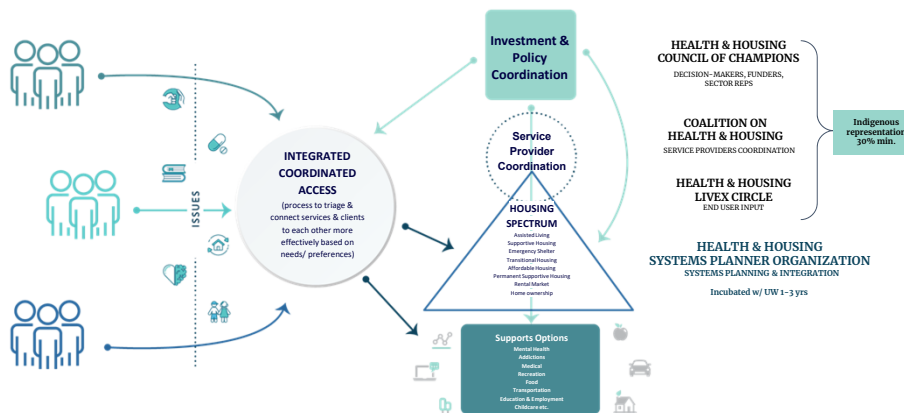 ISSUES
INTEGRATED
COORDINATED
ACCESS
(process to triage &
connect services & clients
to each other more
effectively based on
needs/ preferences)
Investment &
Policy
Coordination
Service
Provider
Coordination
HOUSING
SPECTRUM
Assisted Living
Supportive Housing
Emergency Shelter
Transitional Housing
Affordable Housing
Permanent Supportive Housing
Rental Market
Home ownership
Supports Options
Mental Health
Addictions
Medical
Recreation
Food
Transportation
Education & Employment
Childcare etc.
HEALTH & HOUSING
COUNCIL OF CHAMPIONS
DECISION-MAKERS, FUNDERS,
SECTOR REPS
COALITION ON
HEALTH & HOUSING
SERVICE PROVIDERS COORDINATION
HEALTH & HOUSING
LIVEX CIRCLE
END USER INPUT
Indigenous
representation
30% min.
HEALTH & HOUSING
SYSTEMS PLANNER ORGANIZATION
SYSTEMS PLANNING & INTEGRATION
Incubated w/ UW 1-3 yrs